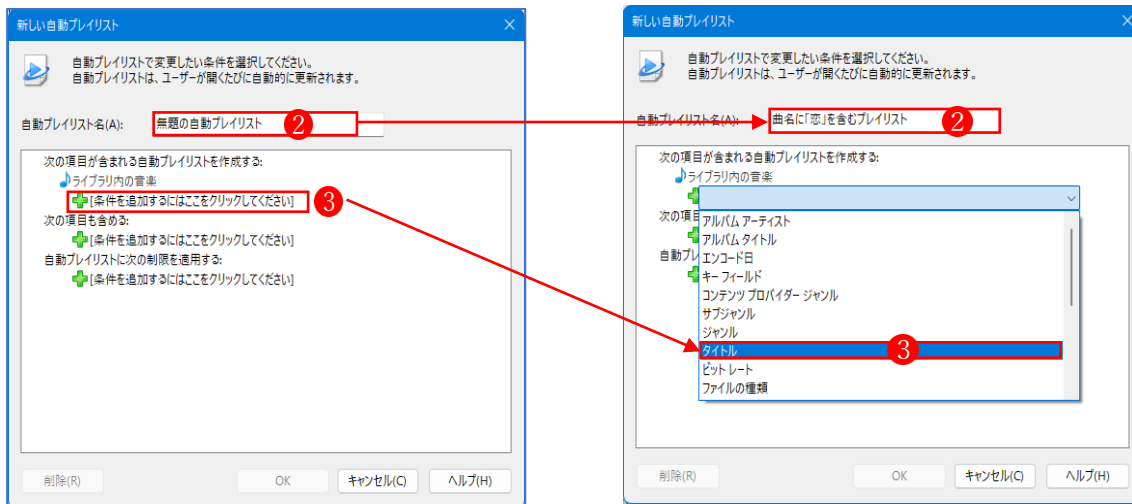 新しい自動プレイリスト
自動プレイリストで変更したい条件を選択してください。
自動プレイリストは、ユーザーが開くたびに自動的に更新されます。
自動プレイリスト名(A):
無題の自動プレイリスト
2
次の項目が含まれる自動プレイリストを作成する:
ライブラリ内の音楽
[条件を追加するにはここをクリックしてください]
3
次の項目も含める:
[条件を追加するにはここをクリックしてください]
自動プレイリストに次の制限を適用する:
[条件を追加するにはここをクリックしてください]
削除(R)
OK
キャンセル(C)
ヘルプ(H)
新しい自動プレイリスト
自動プレイリストで変更したい条件を選択してください。
自動プレイリストは、ユーザーが開くたびに自動的に更新されます。
自動プレイリスト名(A):
曲名に「恋」を含むプレイリスト
2
次の項目が含まれる自動プレイリストを作成する:
ライブラリ内の音楽
次の項目
自動プレ
アルバム アーティスト
アルバム タイトル
エンコード日
キー フィールド
コンテンツ プロバイダー ジャンル
サブジャンル
ジャンル
タイトル
3
ビット レート
ファイルの種類
削除(R)
OK
キャンセル(C)
ヘルプ(H)